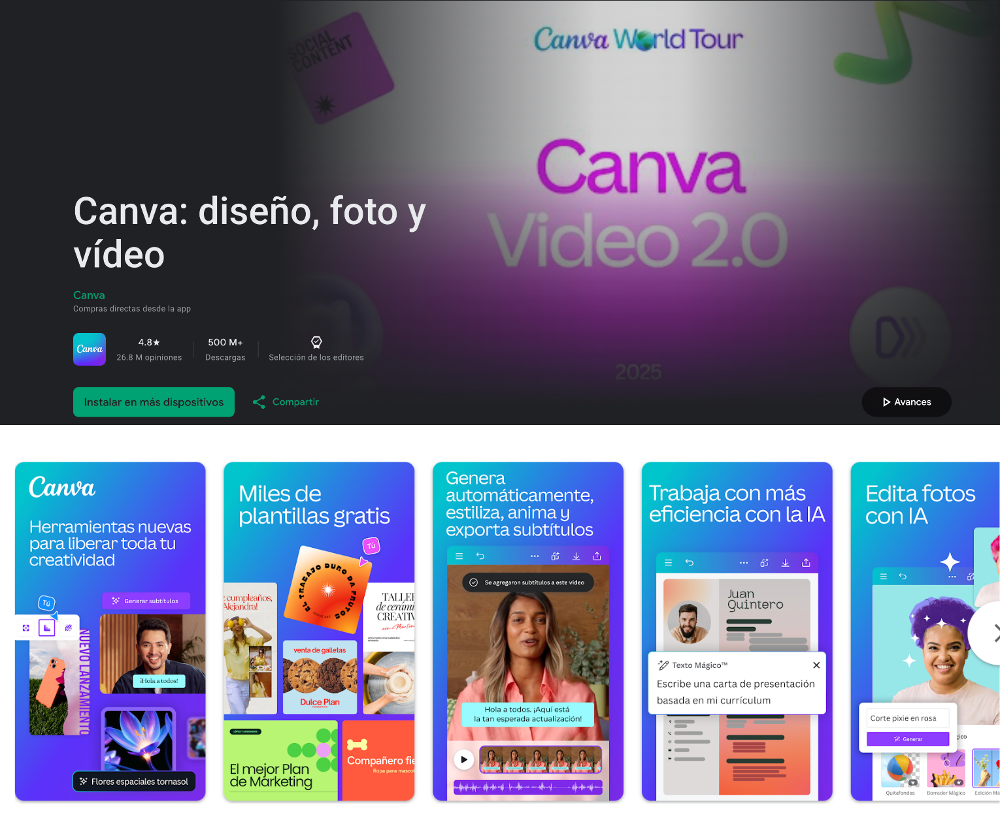 SOCIAL
CONTENT
Canva World Tour
Canva
Video 2.0
2025
Canva: diseño, foto y
vídeo
Canva
Compras directas desde la app
Canva
4.8★
26.8 M opiniones
500 M+
Descargas
Selección de los editores
Instalar en más dispositivos
Compartir
Avances
Canva
Herramientas nuevas
para liberar toda tu
creatividad
Tú
Generar subtítulos
NUEVO LANZAMIENTO
¡Hola a todos!
Flores espaciales tornasol
Miles de
plantillas gratis
Tú
EL TRABAJO DURO DA FRUTOS
z cumpleaños,
Alejandra!
TALLER
de cerámi
CREATIV
con Martin
venta de galletas
Dulce Plan
El mejor Plan
de Marketing
Compañero fie
Ropa para mascot
Genera
automáticamente,
estiliza, anima y
exporta subtítulos
Se agregaron subtítulos a este video
Hola a todos. ¡Aquí está
la tan esperada actualización!
Trabaja con más
eficiencia con la IA
Juan
Quintero
Texto Mágico™
Escribe una carta de presentación
basada en mi currículum
Edita fotos
con IA
Corte pixie en rosa
Generar
gico
Quitafondos
Borrador Mágico
Edición Má